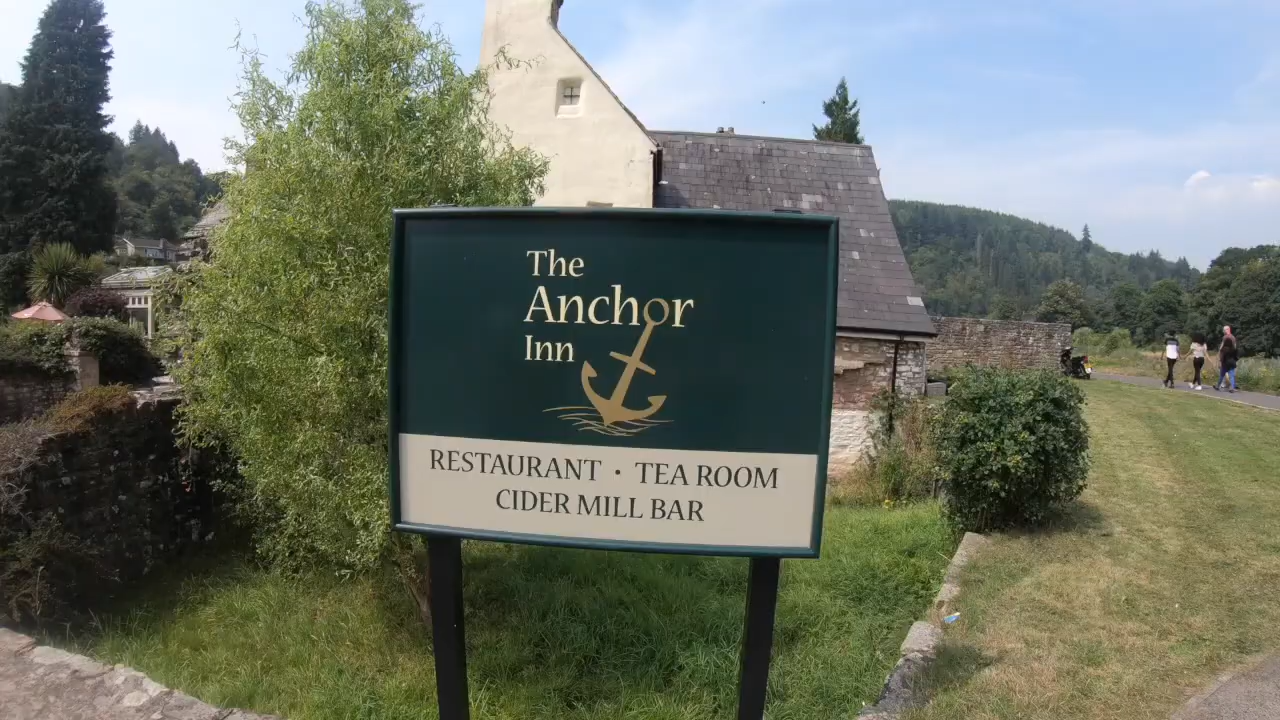 The
Anchor
Inn
RESTAURANT · TEA ROOM
CIDER MILL BAR